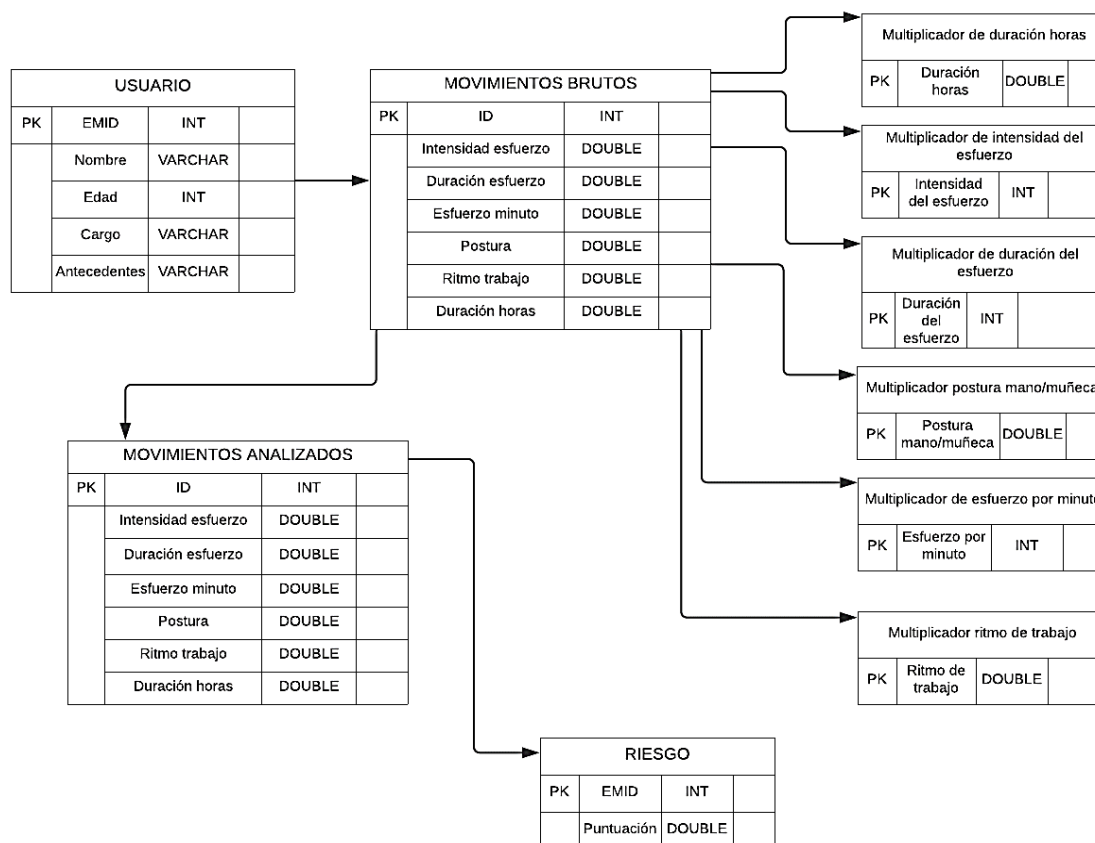 USUARIO
PK EMID INT
Nombre VARCHAR
Edad INT
Cargo VARCHAR
Antecedentes VARCHAR
MOVIMIENTOS BRUTOS
PK ID INT
Intensidad esfuerzo DOUBLE
Duración esfuerzo DOUBLE
Esfuerzo minuto DOUBLE
Postura DOUBLE
Ritmo trabajo DOUBLE
Duración horas DOUBLE
Multiplicador de duración horas
PK Duración DOUBLE
horas
Multiplicador de intensidad del
esfuerzo
PK Intensidad INT
del esfuerzo
Multiplicador de duración del
esfuerzo
PK Duración INT
del
esfuerzo
Multiplicador postura mano/muñeca
PK Postura DOUBLE
mano/muñeca
Multiplicador de esfuerzo por minuto
PK Esfuerzo por INT
minuto
Multiplicador ritmo de trabajo
PK Ritmo de DOUBLE
trabajo
MOVIMIENTOS ANALIZADOS
PK ID INT
Intensidad esfuerzo DOUBLE
Duración esfuerzo DOUBLE
Esfuerzo minuto DOUBLE
Postura DOUBLE
Ritmo trabajo DOUBLE
Duración horas DOUBLE
RIESGO
PK EMID INT
Puntuación DOUBLE